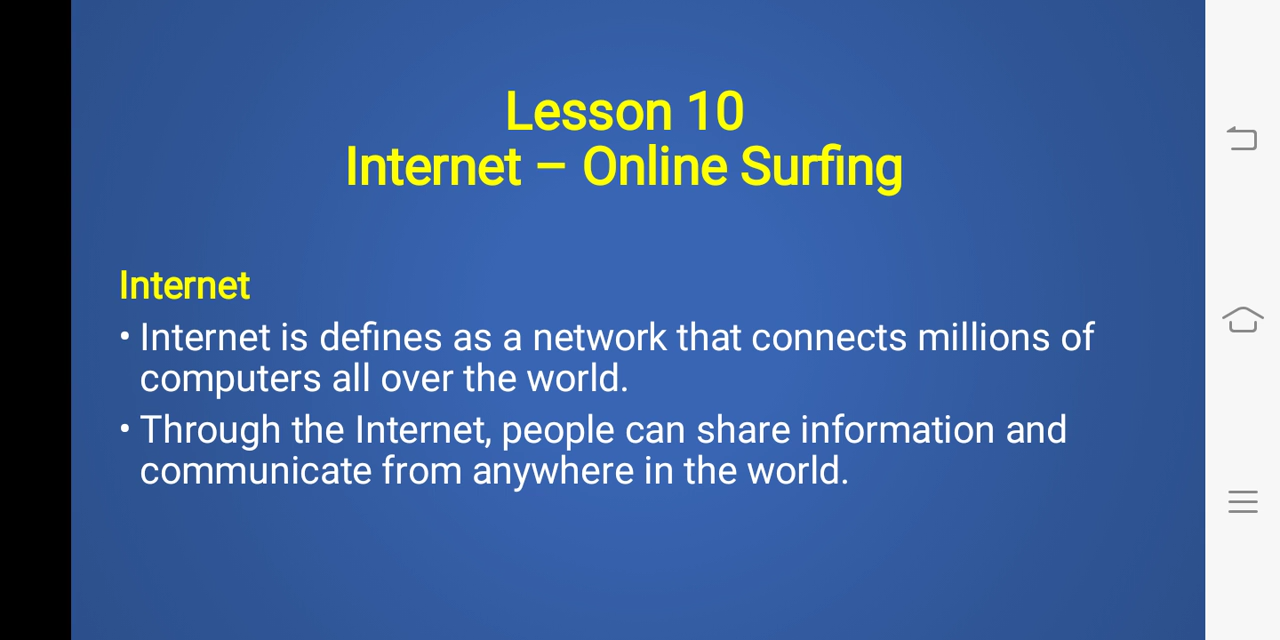 Lesson 10
Internet – Online Surfing
Internet
• Internet is defines as a network that connects millions of
computers all over the world.
• Through the Internet, people can share information and
communicate from anywhere in the world.